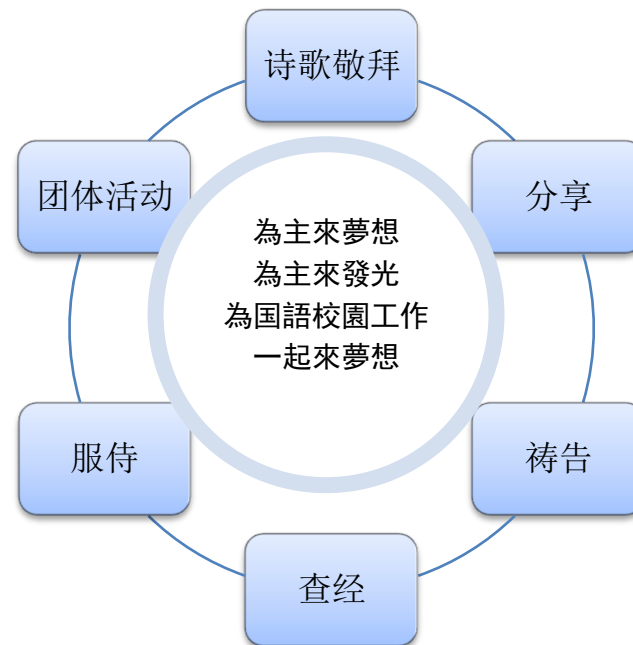 诗歌敬拜
分享
祷告
查经
服侍
团体活动
為主來夢想
為主來發光
為国語校園工作
一起來夢想